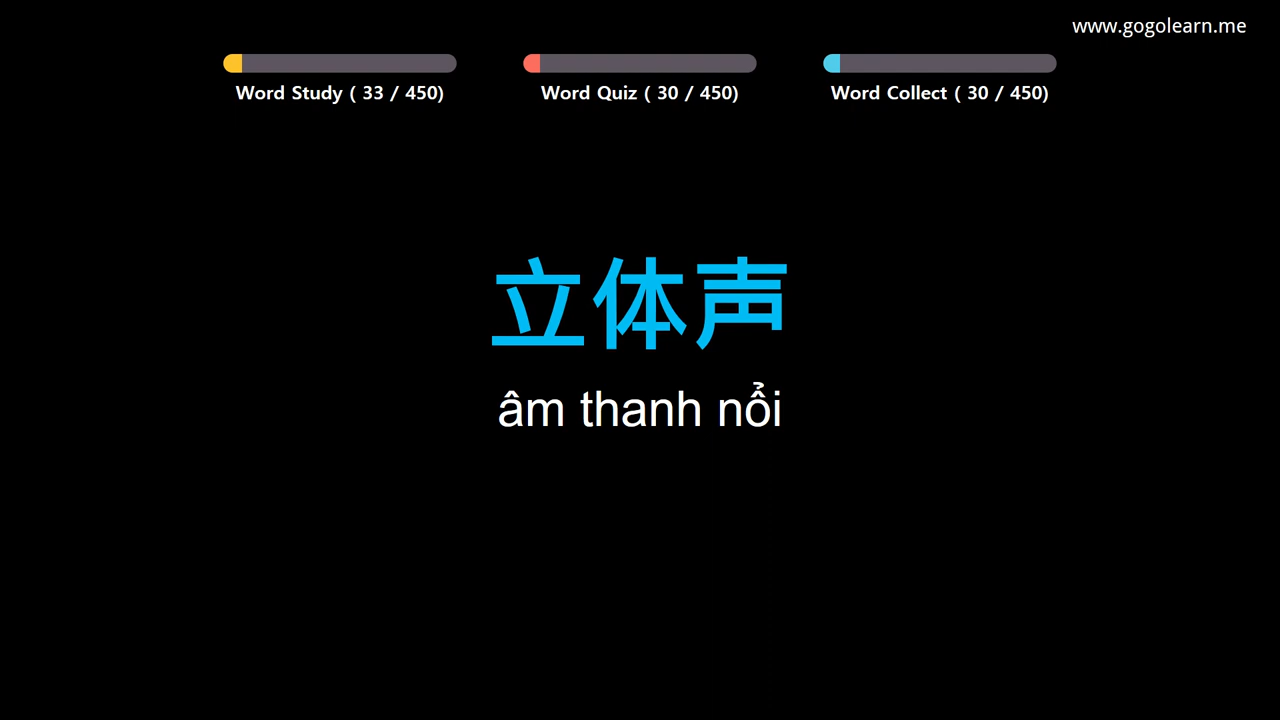 www.gogolearn.me
Word Study ( 33 / 450)
Word Quiz ( 30 / 450)
Word Collect ( 30 / 450)
立体声
âm thanh nổi